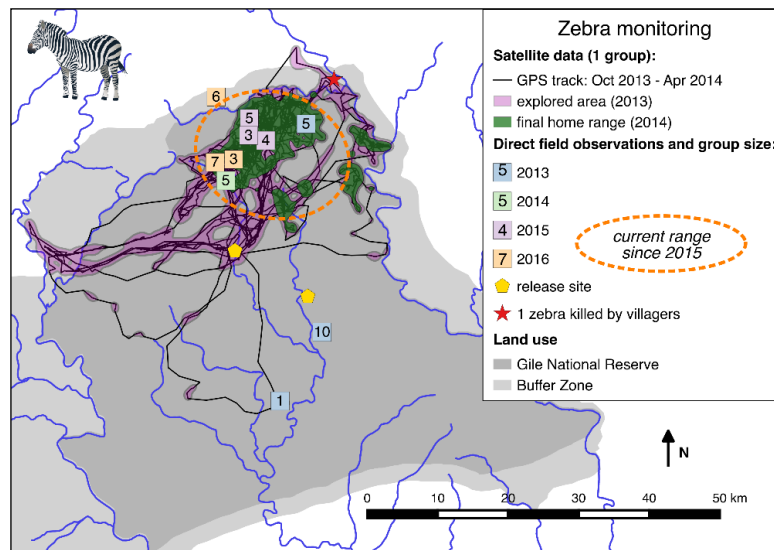 Zebra monitoring
Satellite data (1 group):
GPS track: Oct 2013 - Apr 2014
explored area (2013)
final home range (2014)
Direct field observations and group size:
5 2013
5 2014
4 2015
7 2016
current range
since 2015
release site
1 zebra killed by villagers
Land use
Gile National Reserve
Buffer Zone
6
5
5
3
4
7
3
5
10
1
N
0 10 20 30 40 50 km